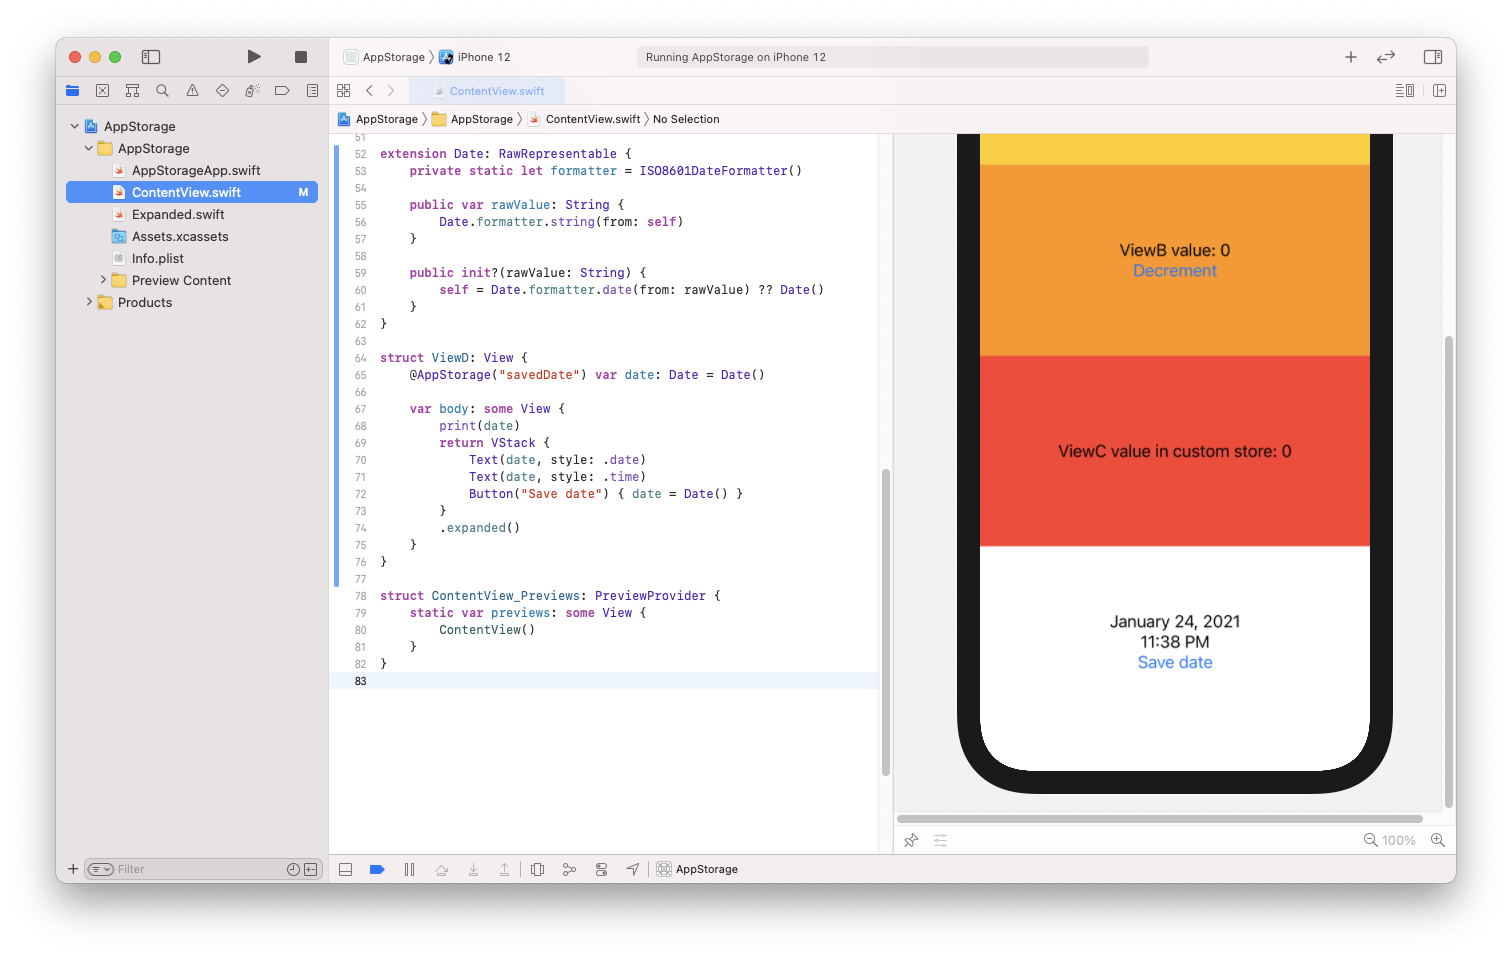 AppStorage 〉 iPhone 12
Running AppStorage on iPhone 12
ContentView.swift
AppStorage 〉 AppStorage 〉 ContentView.swift 〉 No Selection
AppStorage
AppStorage
AppStorageApp.swift
ContentView.swift M
Expanded.swift
Assets.xcassets
Info.plist
Preview Content
Products
Filter
51
52 extension Date: RawRepresentable {
53     private static let formatter = ISO8601DateFormatter()
54
55     public var rawValue: String {
56         Date.formatter.string(from: self)
57     }
58
59     public init?(rawValue: String) {
60         self = Date.formatter.date(from: rawValue) ?? Date()
61     }
62 }
63
64 struct ViewD: View {
65     @AppStorage("savedDate") var date: Date = Date()
66
67     var body: some View {
68         print(date)
69         return VStack {
70             Text(date, style: .date)
71             Text(date, style: .time)
72             Button("Save date") { date = Date() }
73         }
74         .expanded()
75     }
76 }
77
78 struct ContentView_Previews: PreviewProvider {
79     static var previews: some View {
80         ContentView()
81     }
82 }
83
ViewB value: 0
Decrement
ViewC value in custom store: 0
January 24, 2021
11:38 PM
Save date
100%
AppStorage